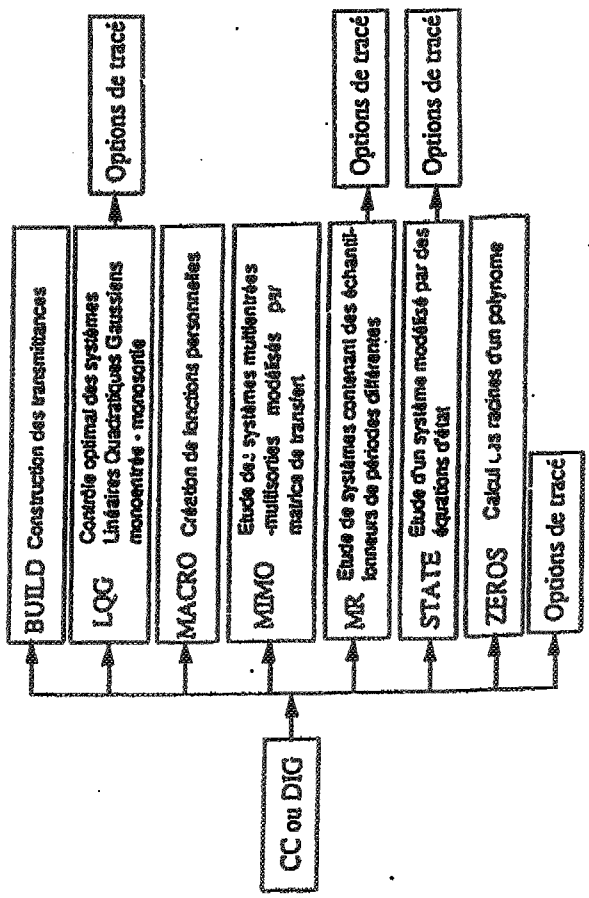 CC ou DIG
BUILD Construction des transmittances
LQG Contrôle optimal des systèmes
Linéaires Quadratiques Gaussiens
monoentrée - monosortie
Options de tracé
MACRO Création de fonctions personnelles
MIMO Etude des systèmes multientrées
-multisorties modélisés par
matrice de transfert
MR Etude de systèmes contenant des échantil-
lonneurs de périodes différentes
Options de tracé
STATE Etude d'un système modélisé par des
équations d'état
Options de tracé
ZEROS Calcul des racines d'un polynome
Options de tracé